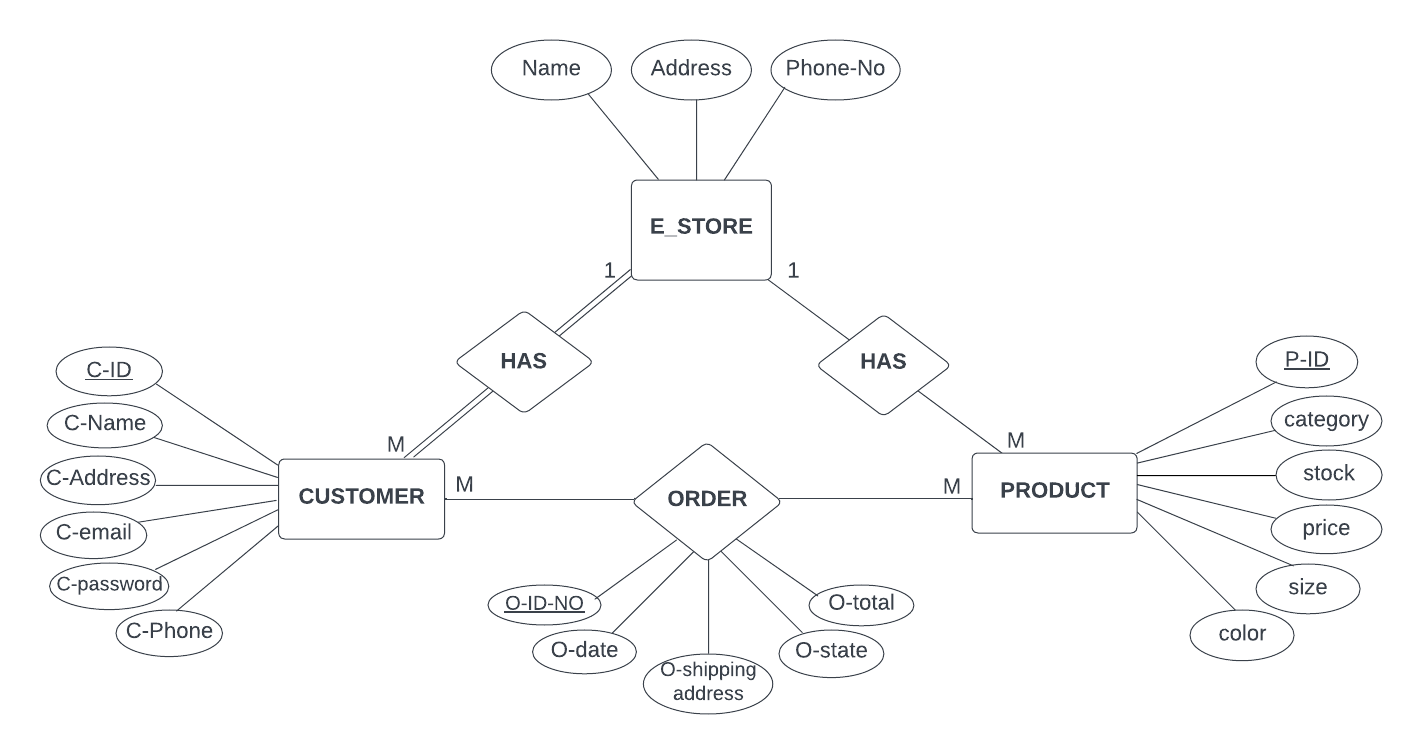 Name
Address
Phone-No
E_STORE
1
1
HAS
HAS
M
M
C-ID
C-Name
C-Address
C-email
C-password
C-Phone
CUSTOMER
M
ORDER
M
PRODUCT
P-ID
category
stock
price
size
color
O-ID-NO
O-date
O-shipping
address
O-state
O-total